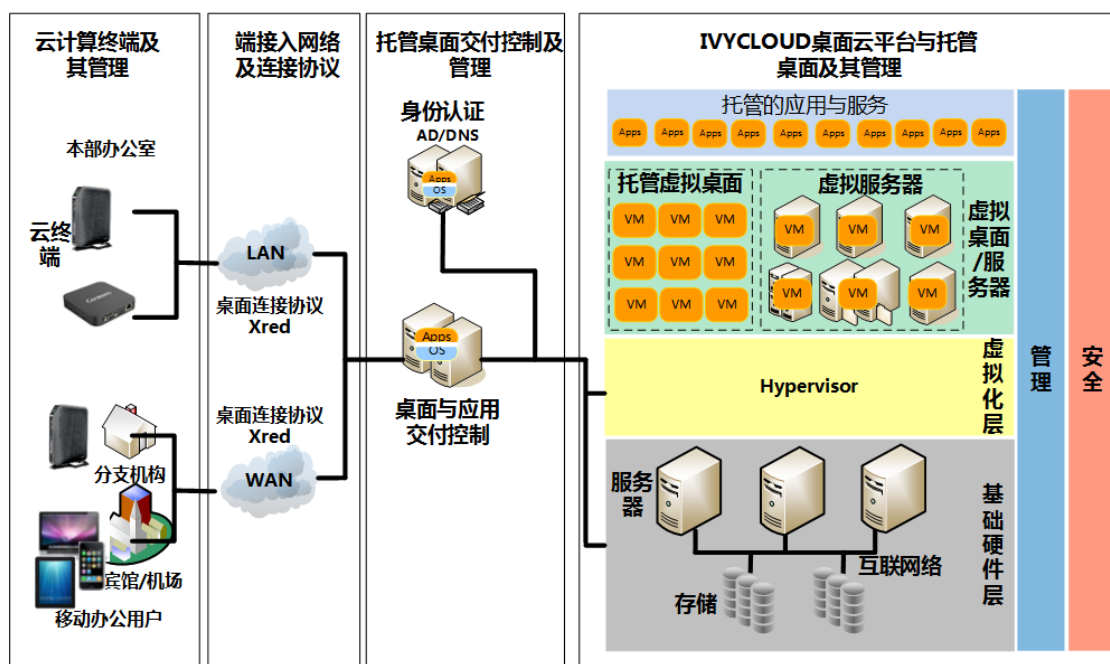 云计算终端及
其管理
本部办公室
云终
端
分支机构
宾馆/机场
移动办公用户
端接入网络
及连接协议
LAN
桌面连接协议
Xred
桌面连接协议
Xred
WAN
托管桌面交付控制及
管理
身份认证
AD/DNS
Apps
OS
Apps
OS
桌面与应用
交付控制
IVYCLOUD桌面云平台与托管
桌面及其管理
托管的应用与服务
Apps Apps Apps Apps Apps Apps Apps Apps Apps Apps
托管虚拟桌面
VM VM VM
VM VM VM
VM VM VM
虚拟服务器
VM VM VM
VM VM VM
虚拟
桌面
/服
务器
Hypervisor
虚拟化层
服务
器
互联网络
存储
基础硬件层
管理
安全